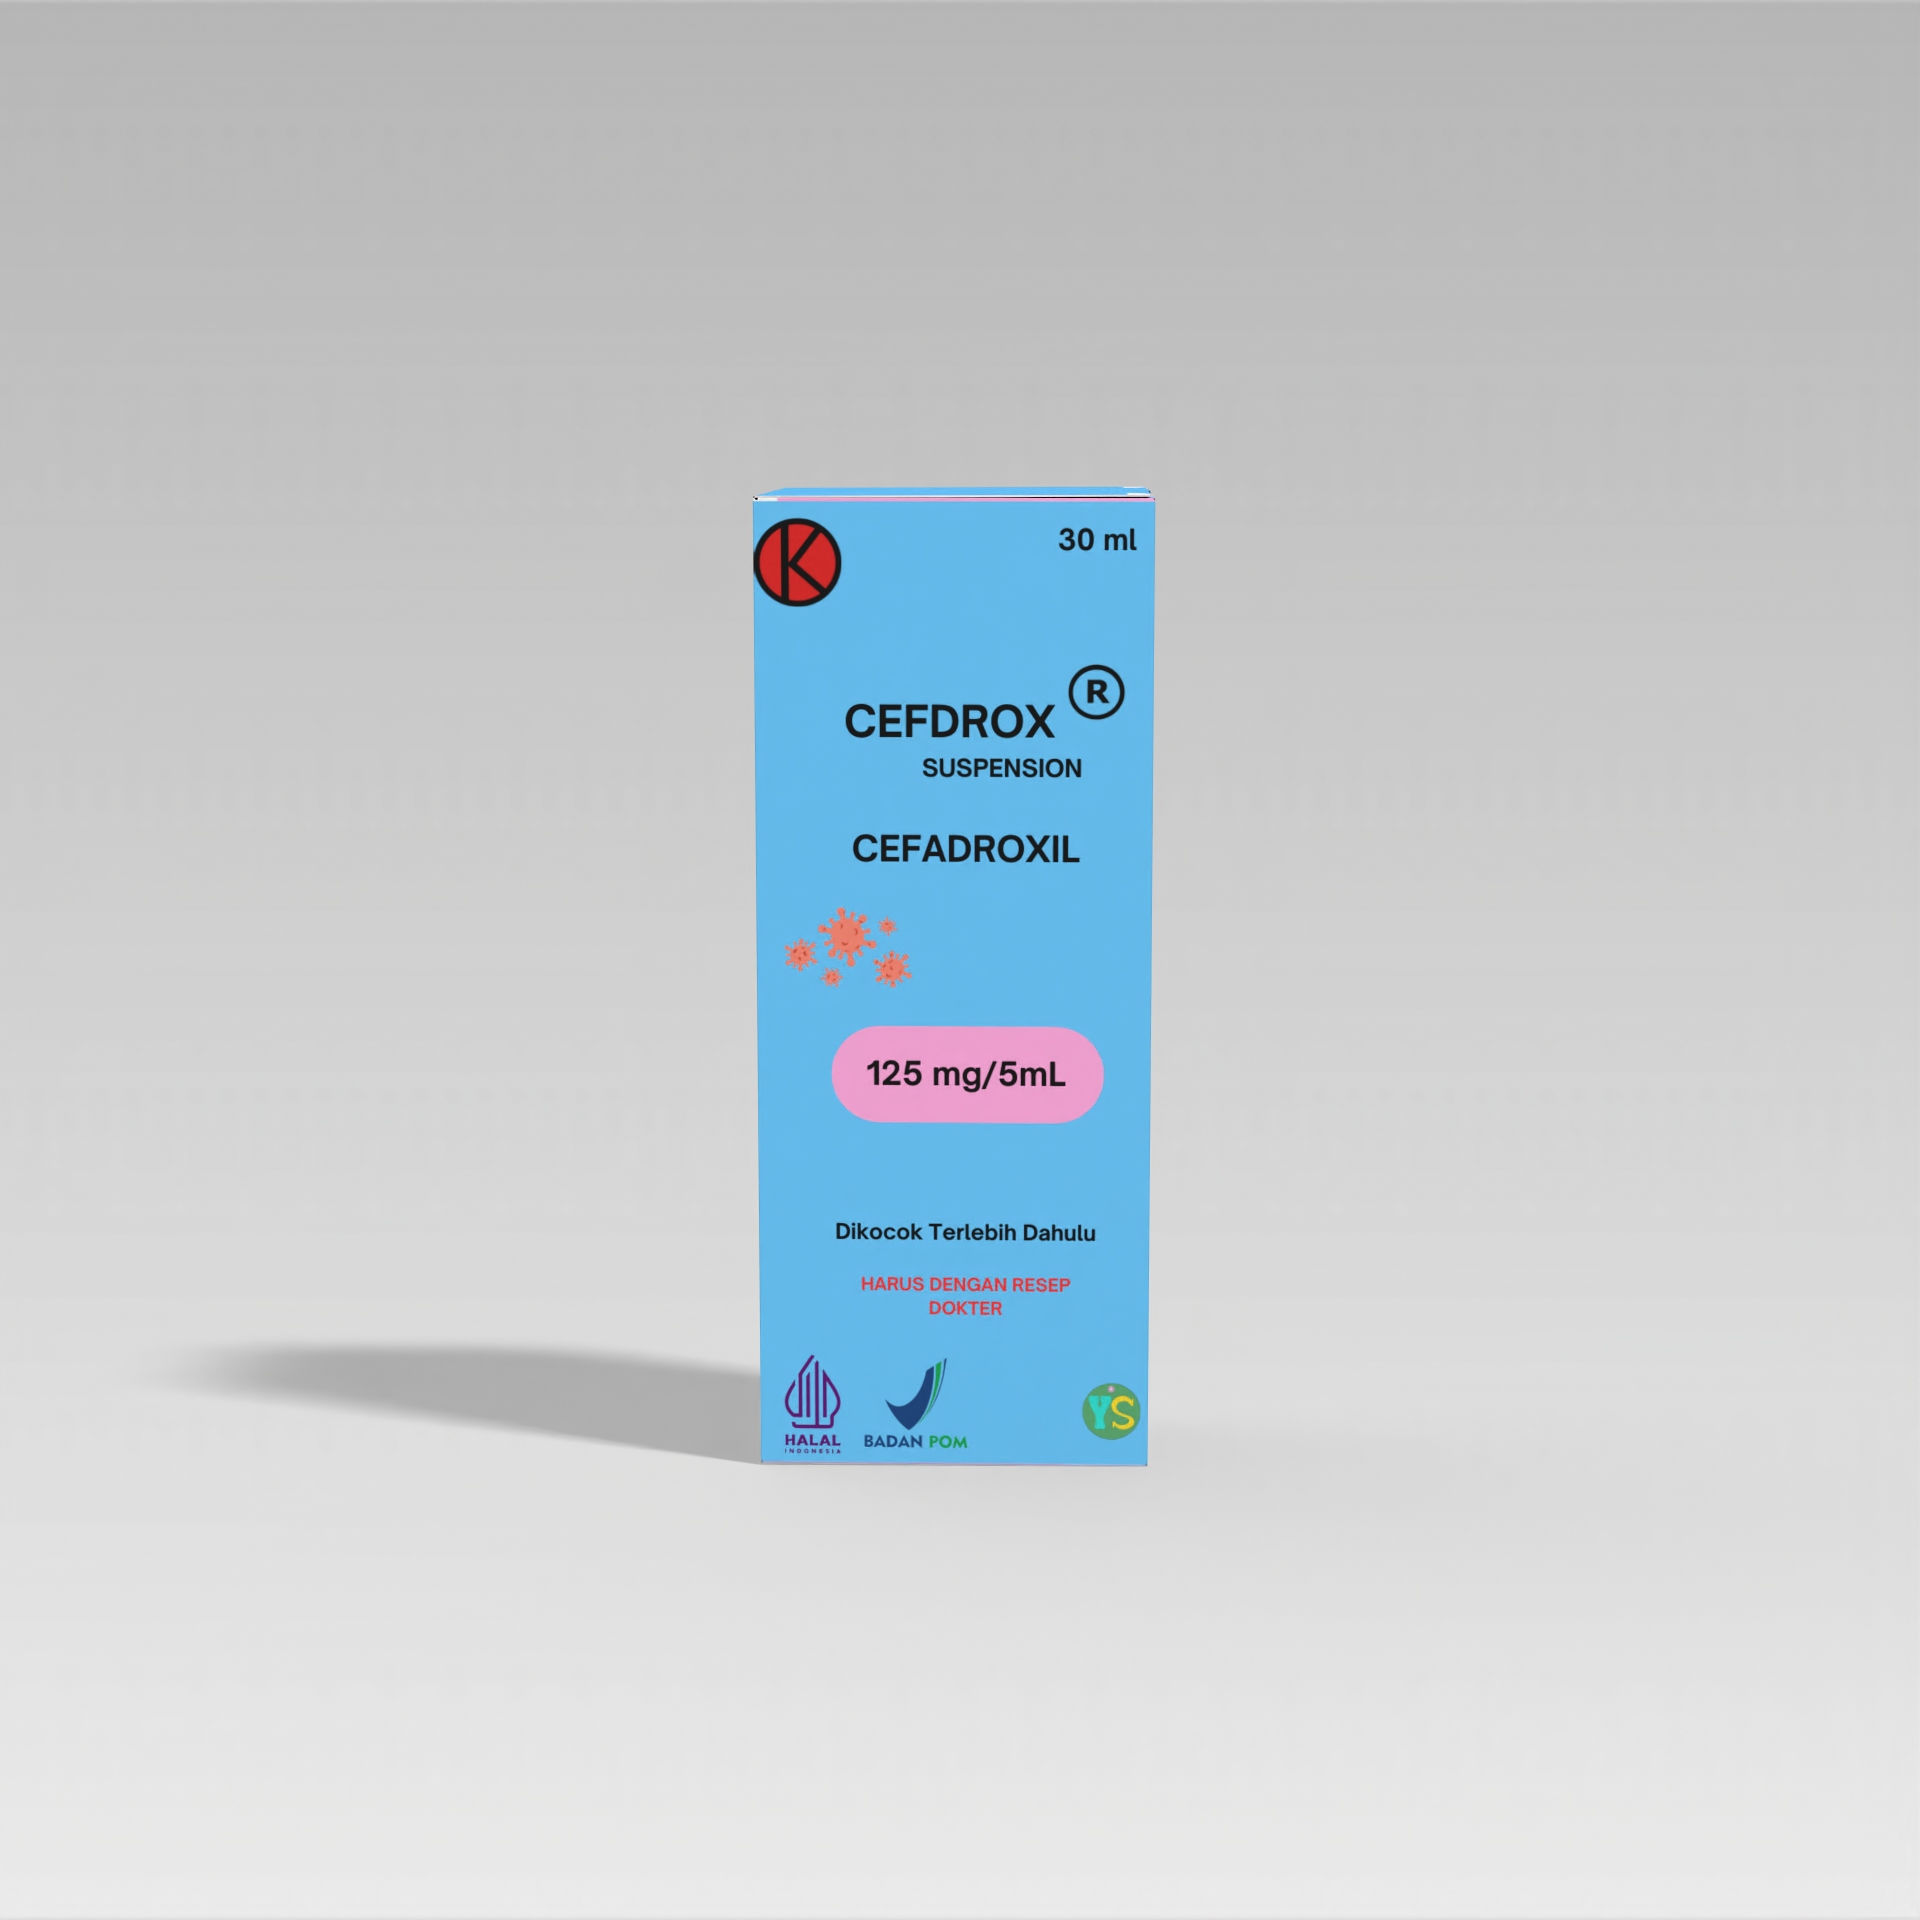 K
30 ml
CEFDROX ®
SUSPENSION
CEFADROXIL
125 mg/5mL
Dikocok Terlebih Dahulu
HARUS DENGAN RESEP
DOKTER
HALAL
INDONESIA
BADAN POM
YS